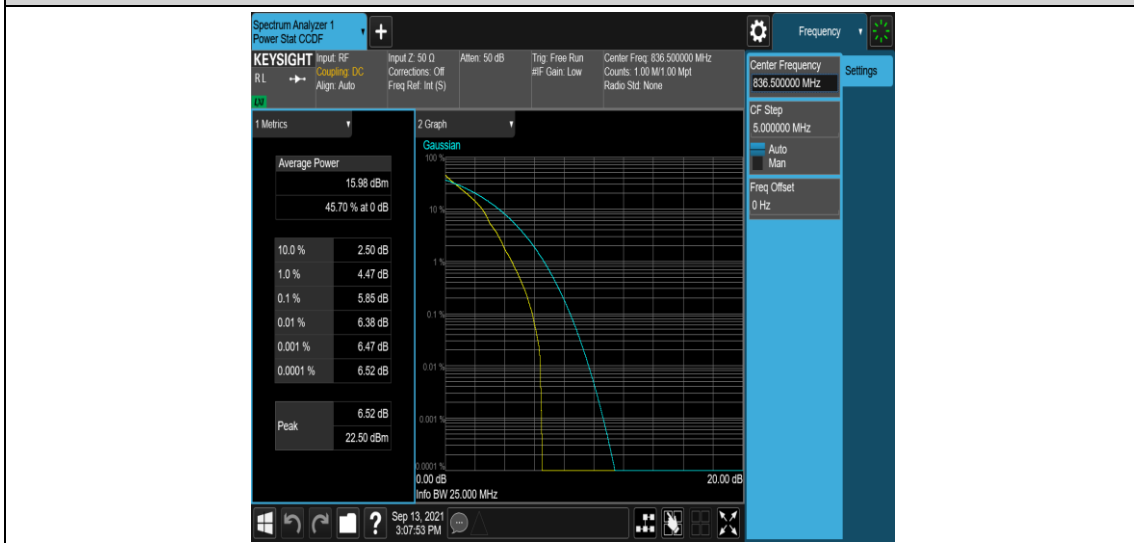 Spectrum Analyzer 1
Power Stat CCDF
+
Frequency
KEYSIGHT
RL
LXI
Input: RF
Coupling: DC
Align: Auto
Input Z: 50 Ω
Corrections: Off
Freq Ref: Int (S)
Atten: 50 dB
Trig: Free Run
#IF Gain: Low
Center Freq: 836.500000 MHz
Counts: 1.00 M/1.00 Mpt
Radio Std: None
Center Frequency
836.500000 MHz
Settings
CF Step
5.000000 MHz
Auto
Man
Freq Offset
0 Hz
1 Metrics
Average Power
15.98 dBm
45.70 % at 0 dB
10.0 % 2.50 dB
1.0 % 4.47 dB
0.1 % 5.85 dB
0.01 % 6.38 dB
0.001 % 6.47 dB
0.0001 % 6.52 dB
Peak
6.52 dB
22.50 dBm
2 Graph
Gaussian
100 %
10 %
1 %
0.1 %
0.01 %
0.001 %
0.0001 %
0.00 dB 20.00 dB
Info BW 25.000 MHz
?
Sep 13, 2021
3:07:53 PM